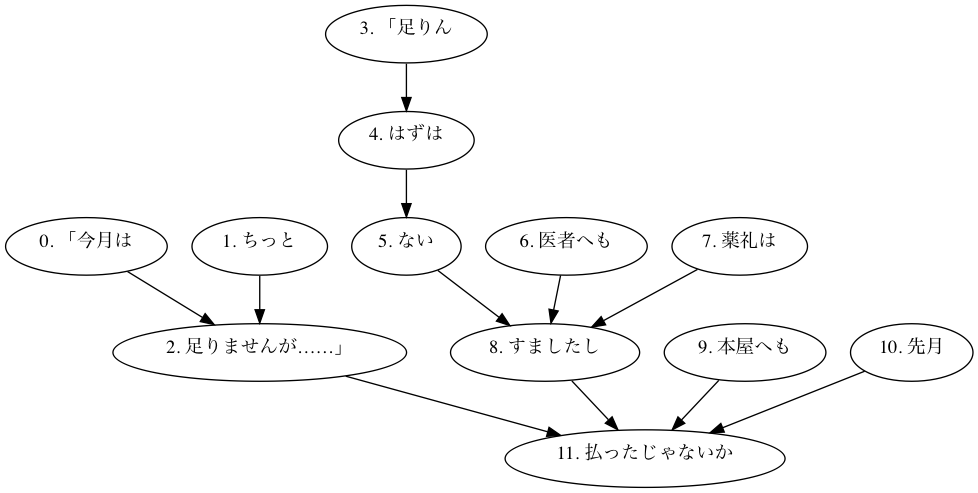 3. 「足りん
4. はずは
0. 「今月は
1. ちっと
5. ない
6. 医者へも
7. 薬礼は
2. 足りませんが……」
8. すましたし
9. 本屋へも
10. 先月
11. 払ったじゃないか